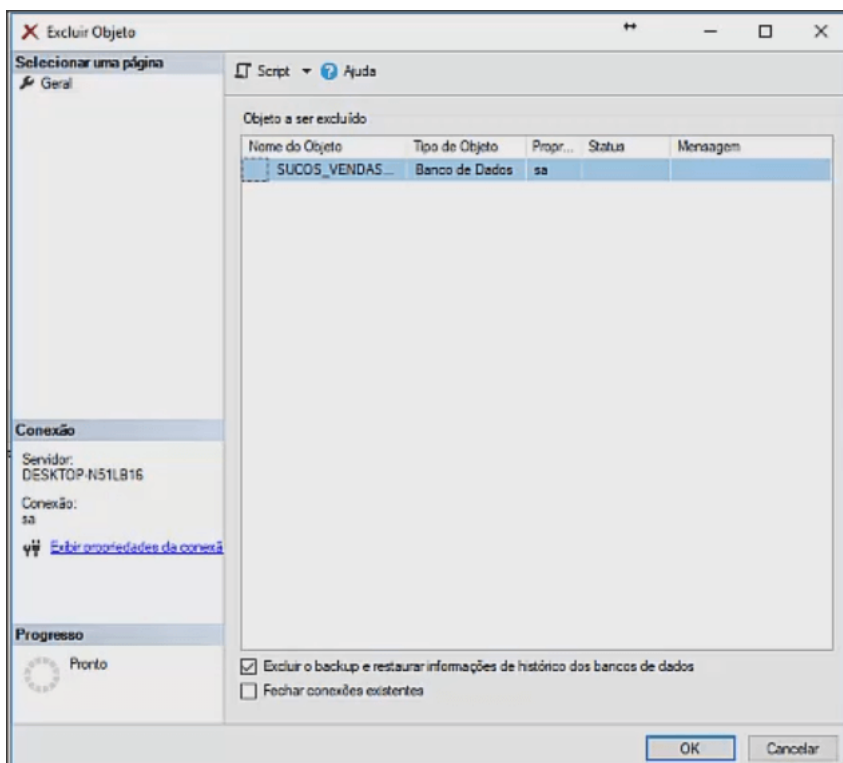 Excluir Objeto
Selecionar uma página
Geral
Script Ajuda
Objeto a ser excluído
Nome do Objeto Tipo de Objeto Propr... Status Mensagem
SUCOS_VENDAS... Banco de Dados sa
Conexão
Servidor:
DESKTOP-N51LB16
Conexão:
sa
Exibir propriedades da conexã
Progresso
Pronto
Excluir o backup e restaurar informações de histórico dos bancos de dados
Fechar conexões existentes
OK Cancelar